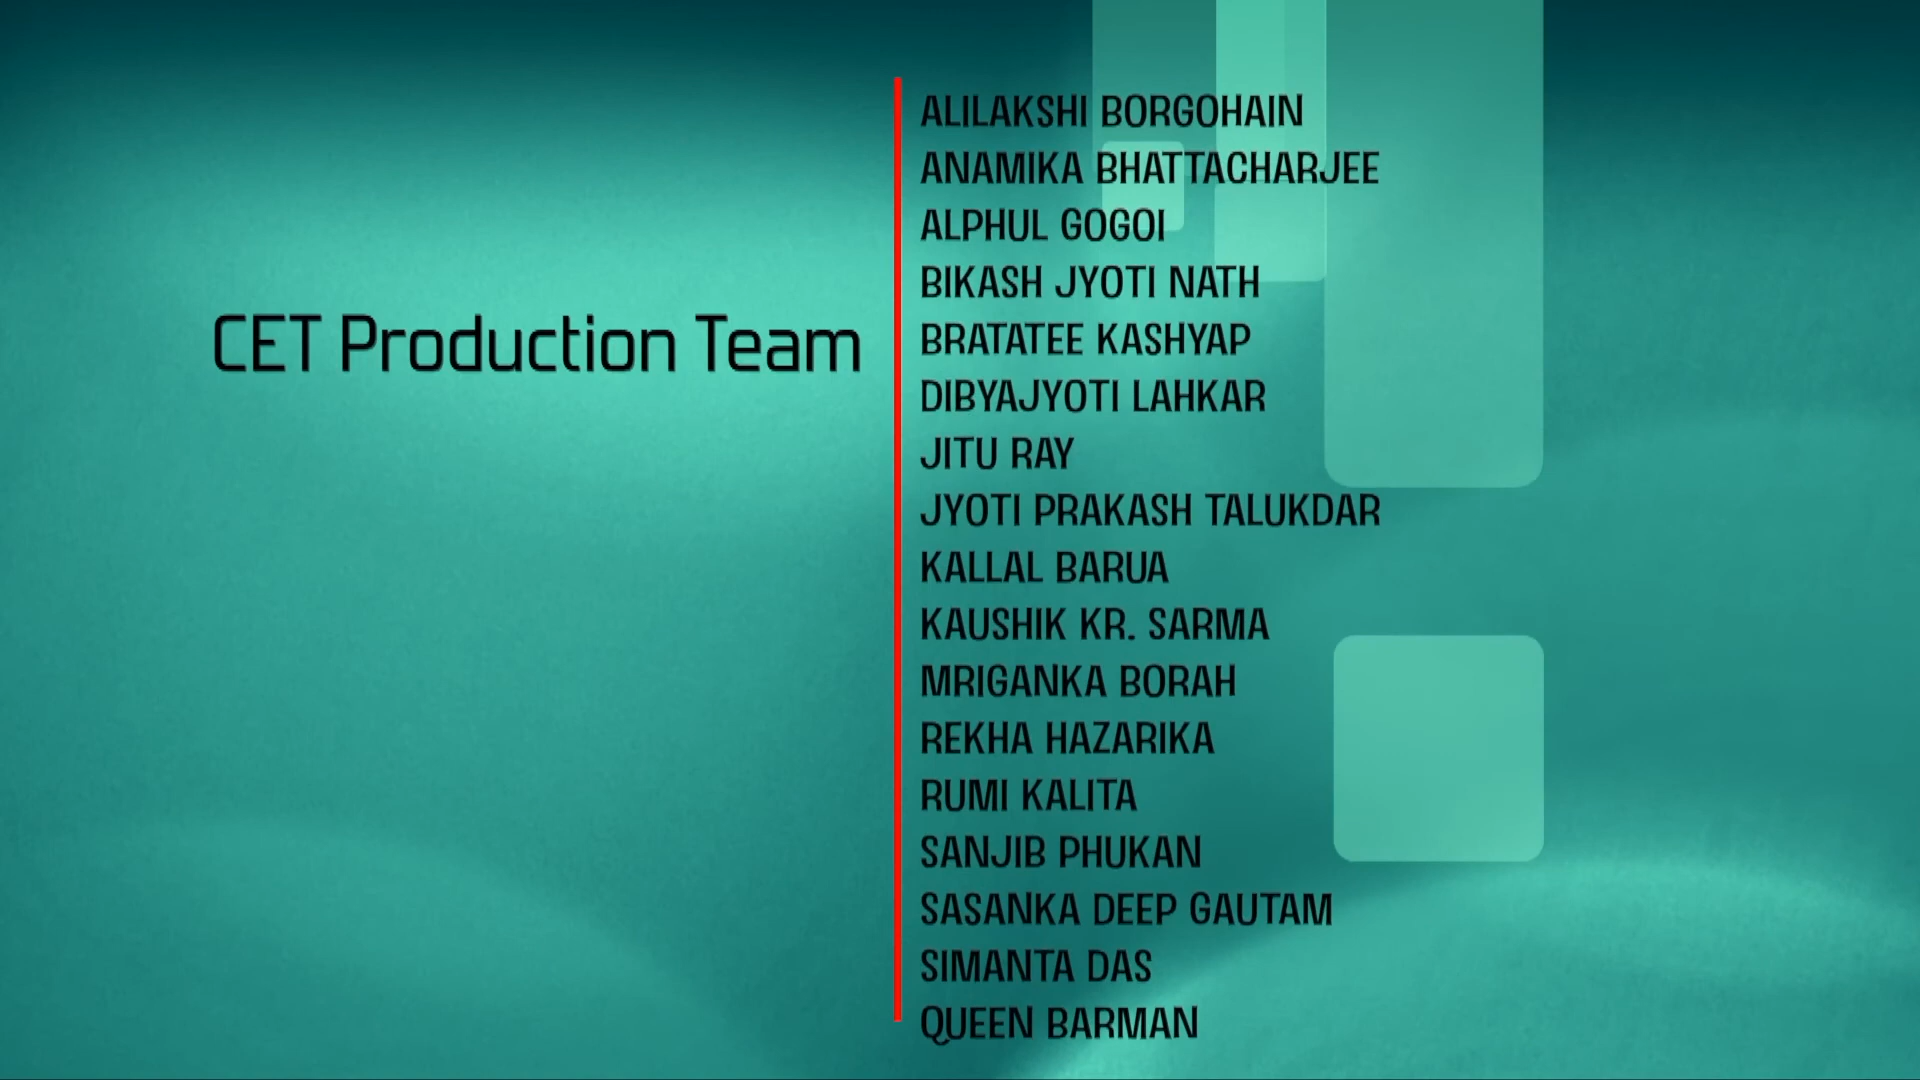 CET Production Team
ALILAKSHI BORGOHAIN
ANAMIKA BHATTACHARJEE
ALPHUL GOGOI
BIKASH JYOTI NATH
BRATATEE KASHYAP
DIBYAJYOTI LAHKAR
JITU RAY
JYOTI PRAKASH TALUKDAR
KALLAL BARUA
KAUSHIK KR. SARMA
MRIGANKA BORAH
REKHA HAZARIKA
RUMI KALITA
SANJIB PHUKAN
SASANKA DEEP GAUTAM
SIMANTA DAS
QUEEN BARMAN